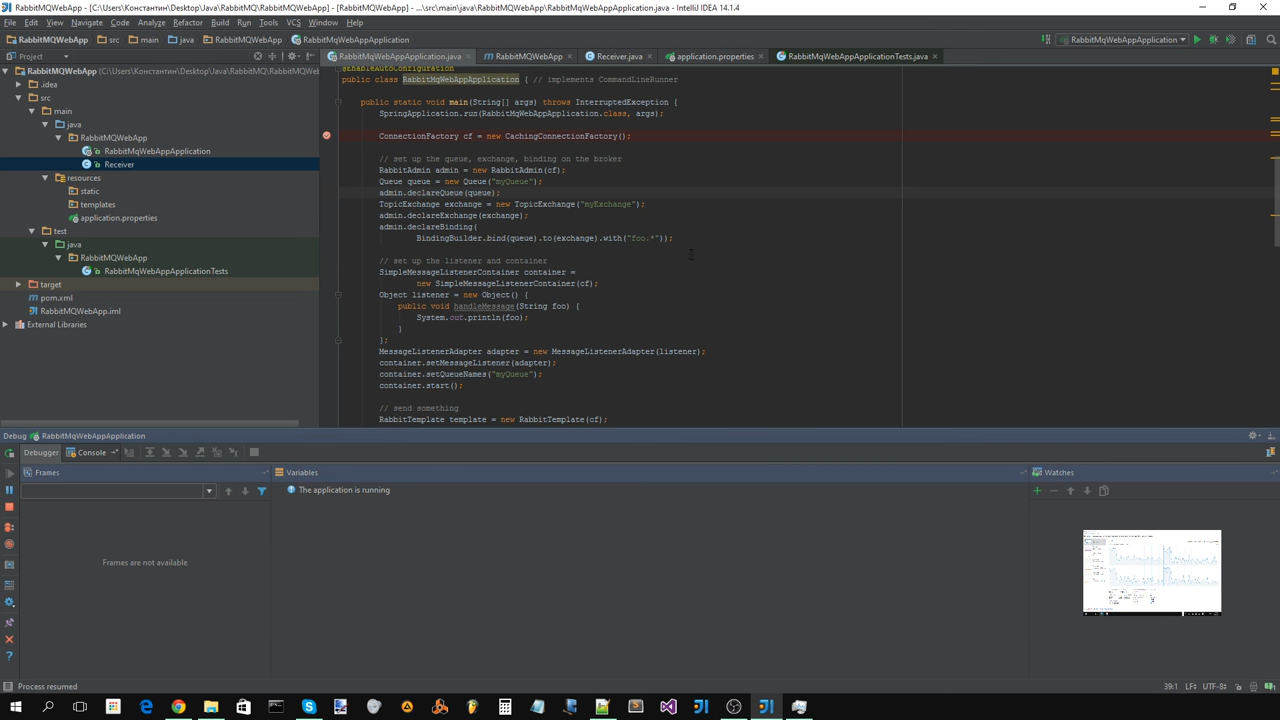 RabbitMQWebApp - [C:\Users\Константин\Desktop\Java\RabbitMQ\RabbitMQWebApp] - [RabbitMQWebApp] - ...\src\main\java\RabbitMQWebApp\RabbitMqWebAppApplication.java - IntelliJ IDEA 14.1.4
File Edit View Navigate Code Analyze Refactor Build Run Tools VCS Window Help
RabbitMQWebApp src main java RabbitMQWebApp RabbitMqWebAppApplication
RabbitMqWebAppApplication
Project
RabbitMqWebAppApplication.java RabbitMQWebApp Receiver.java application.properties RabbitMqWebAppApplicationTests.java
RabbitMQWebApp (C:\Users\Константин\Desktop\Java\RabbitMQ\RabbitMQWebApp)
.idea
src
main
java
RabbitMQWebApp
RabbitMqWebAppApplication
Receiver
resources
static
templates
application.properties
test
java
RabbitMQWebApp
RabbitMqWebAppApplicationTests
target
pom.xml
RabbitMQWebApp.iml
External Libraries
@EnableAutoConfiguration
public class RabbitMqWebAppApplication { // implements CommandLineRunner
public static void main(String[] args) throws InterruptedException {
SpringApplication.run(RabbitMqWebAppApplication.class, args);
ConnectionFactory cf = new CachingConnectionFactory();
// set up the queue, exchange, binding on the broker
RabbitAdmin admin = new RabbitAdmin(cf);
Queue queue = new Queue("myQueue");
admin.declareQueue(queue);
TopicExchange exchange = new TopicExchange("myExchange");
admin.declareExchange(exchange);
admin.declareBinding(
BindingBuilder.bind(queue).to(exchange).with("foo.*"));
// set up the listener and container
SimpleMessageListenerContainer container =
new SimpleMessageListenerContainer(cf);
Object listener = new Object() {
public void handleMessage(String foo) {
System.out.println(foo);
}
};
MessageListenerAdapter adapter = new MessageListenerAdapter(listener);
container.setMessageListener(adapter);
container.setQueueNames("myQueue");
container.start();
// send something
RabbitTemplate template = new RabbitTemplate(cf);
Debug RabbitMqWebAppApplication
Debugger Console
Frames Variables Watches
The application is running
Frames are not available
Process resumed
39:1 LF UTF-8